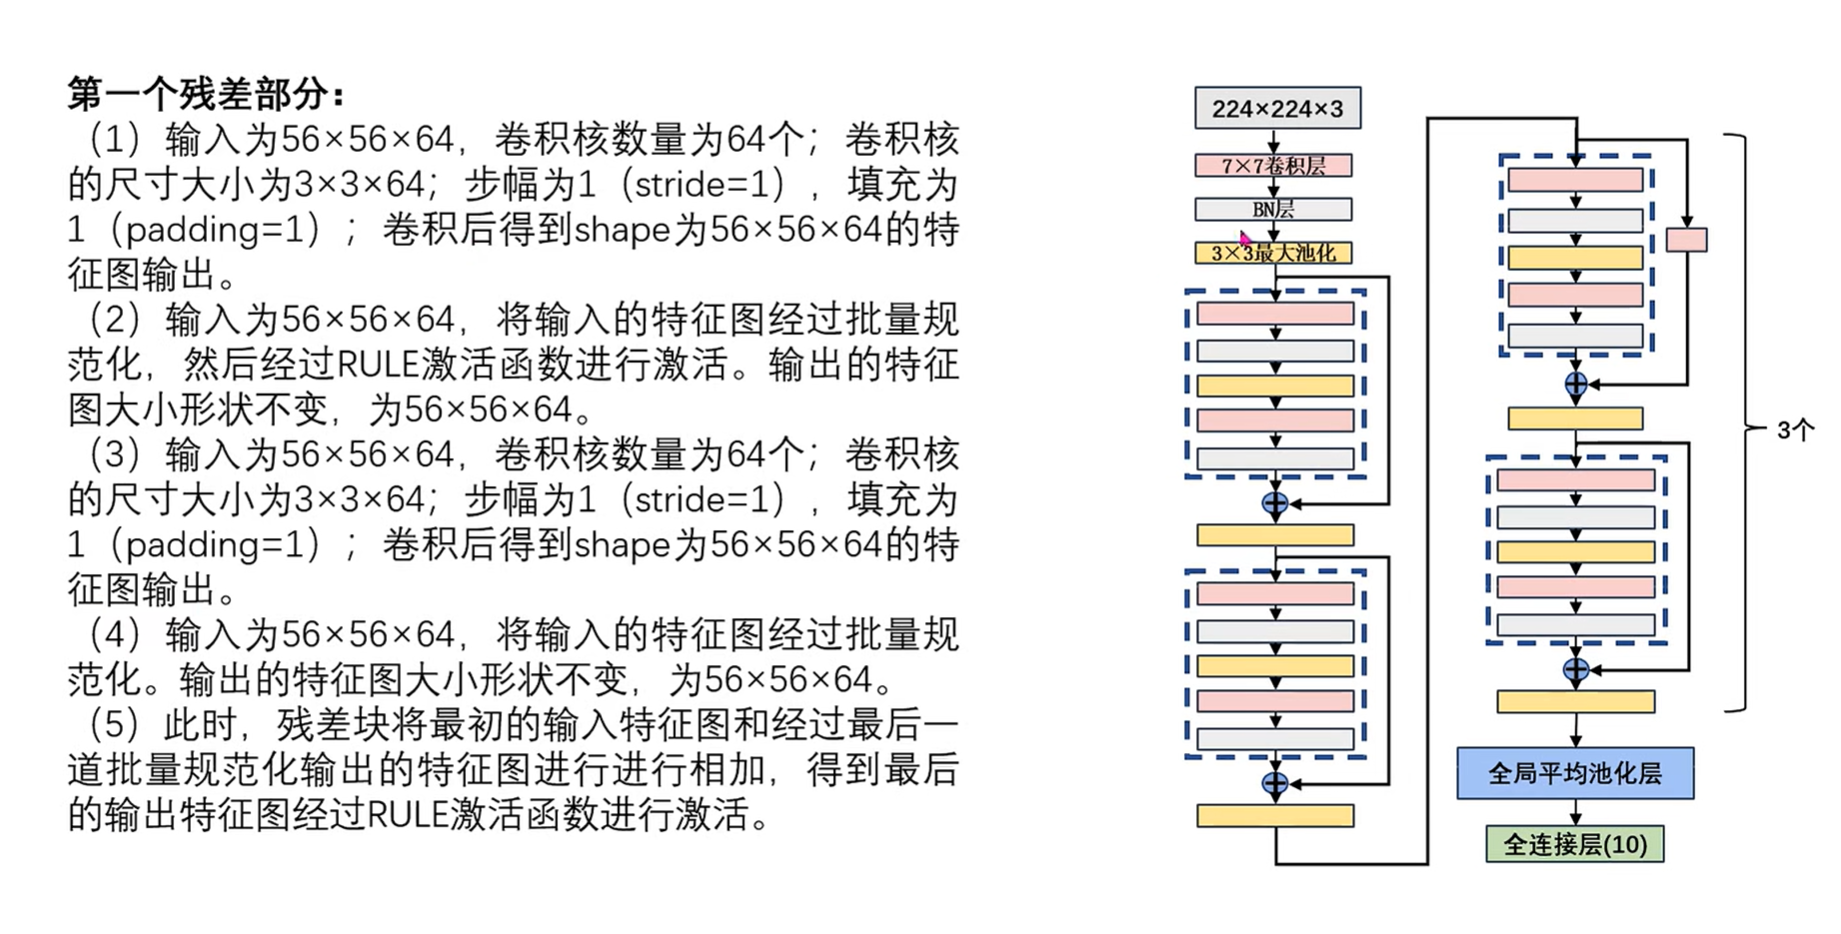 第一个残差部分：
（1）输入为56×56×64，卷积核数量为64个；卷积核
的尺寸大小为3×3×64；步幅为1（stride=1），填充为
1（padding=1）；卷积后得到shape为56×56×64的特
征图输出。
（2）输入为56×56×64，将输入的特征图经过批量规
范化，然后经过RULE激活函数进行激活。输出的特征
图大小形状不变，为56×56×64。
（3）输入为56×56×64，卷积核数量为64个；卷积核
的尺寸大小为3×3×64；步幅为1（stride=1），填充为
1（padding=1）；卷积后得到shape为56×56×64的特
征图输出。
（4）输入为56×56×64，将输入的特征图经过批量规
范化。输出的特征图大小形状不变，为56×56×64。
（5）此时，残差块将最初的输入特征图和经过最后一
道批量规范化输出的特征图进行进行相加，得到最后
的输出特征图经过RULE激活函数进行激活。
224×224×3
7×7卷积层
BN层
3×3最大池化
3个
全局平均池化层
全连接层(10)